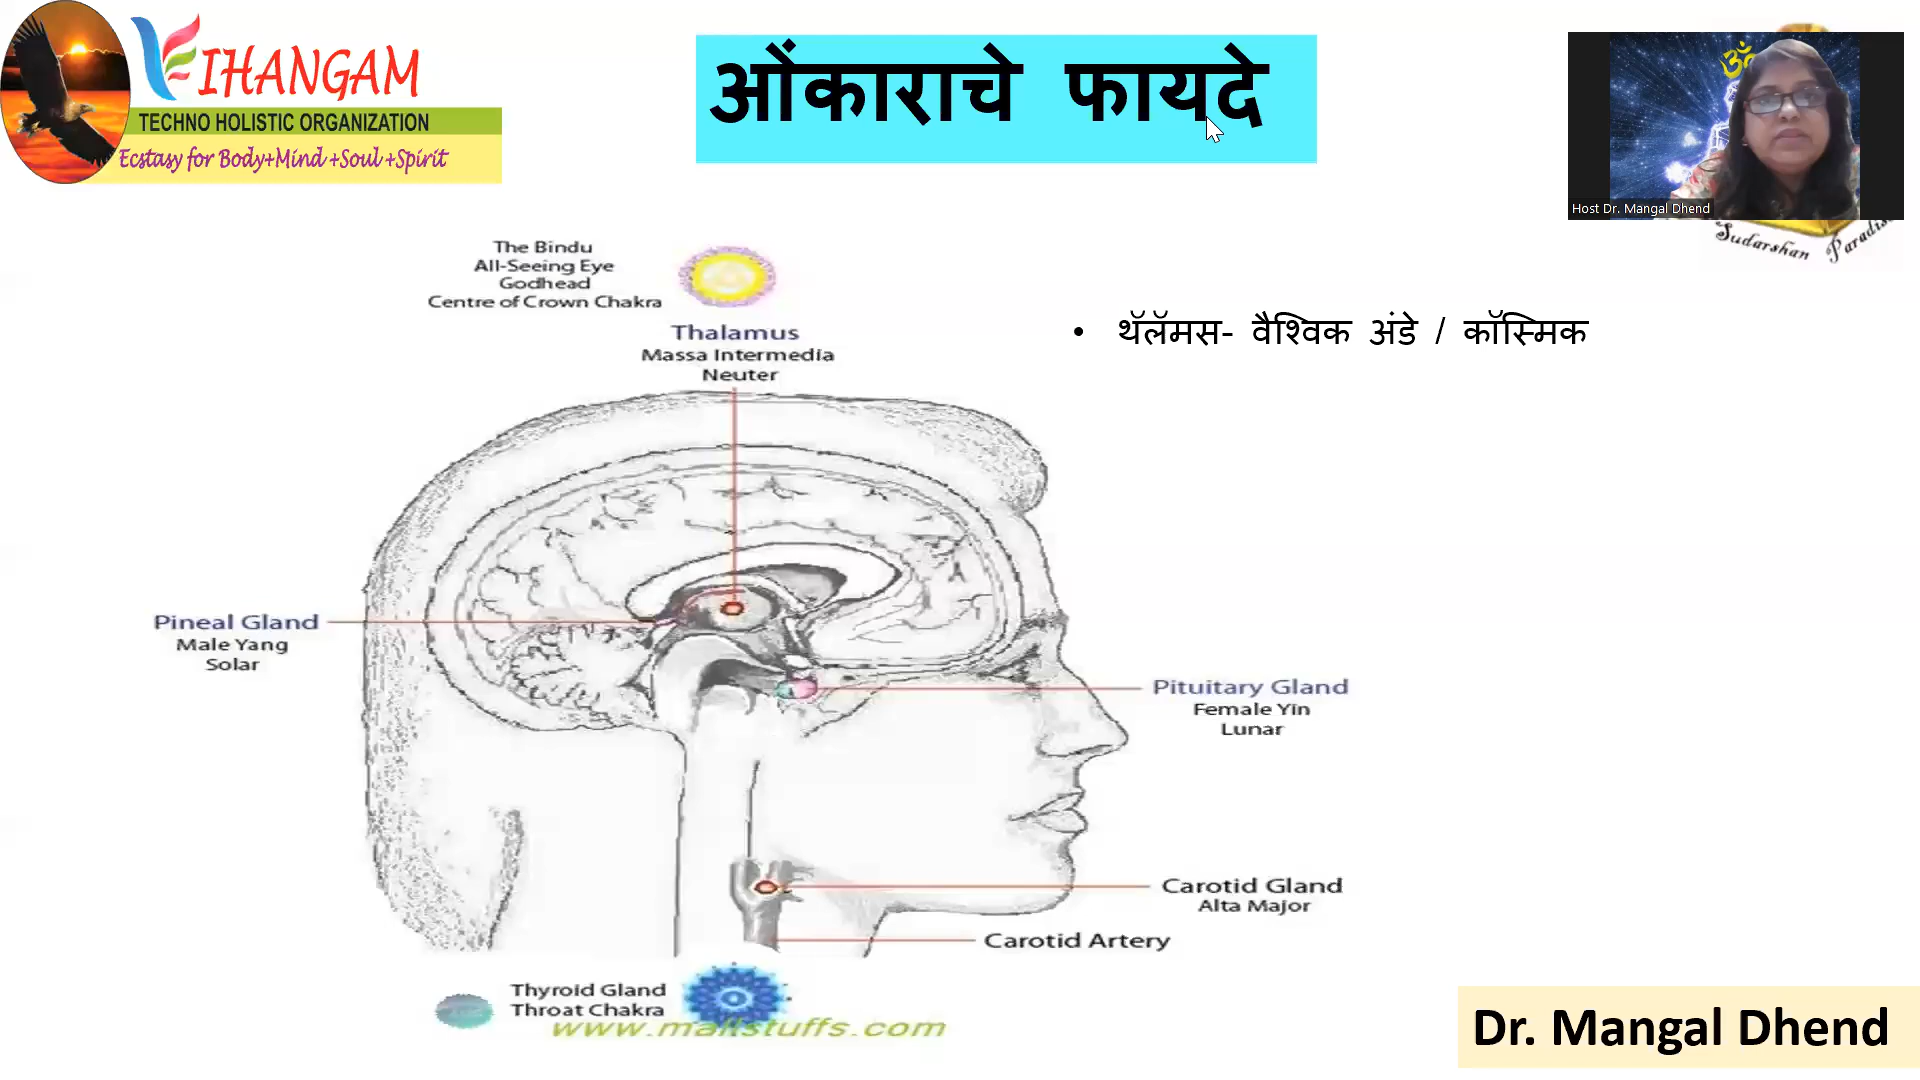 VIHANGAM
TECHNO HOLISTIC ORGANIZATION
Ecstasy for Body+Mind +Soul +Spirit
ओंकाराचे फायदे
ॐ
Host Dr. Mangal Dhend
Sudarshan Paradis
The Bindu
All-Seeing Eye
Godhead
Centre of Crown Chakra
Thalamus
Massa Intermedia
Neuter
• थॅलॅमस- वैश्विक अंडे / कॉस्मिक
Pineal Gland
Male Yang
Solar
Pituitary Gland
Female Yin
Lunar
Carotid Gland
Alta Major
Carotid Artery
Thyroid Gland
Throat Chakra
www.mallstuffs.com
Dr. Mangal Dhend